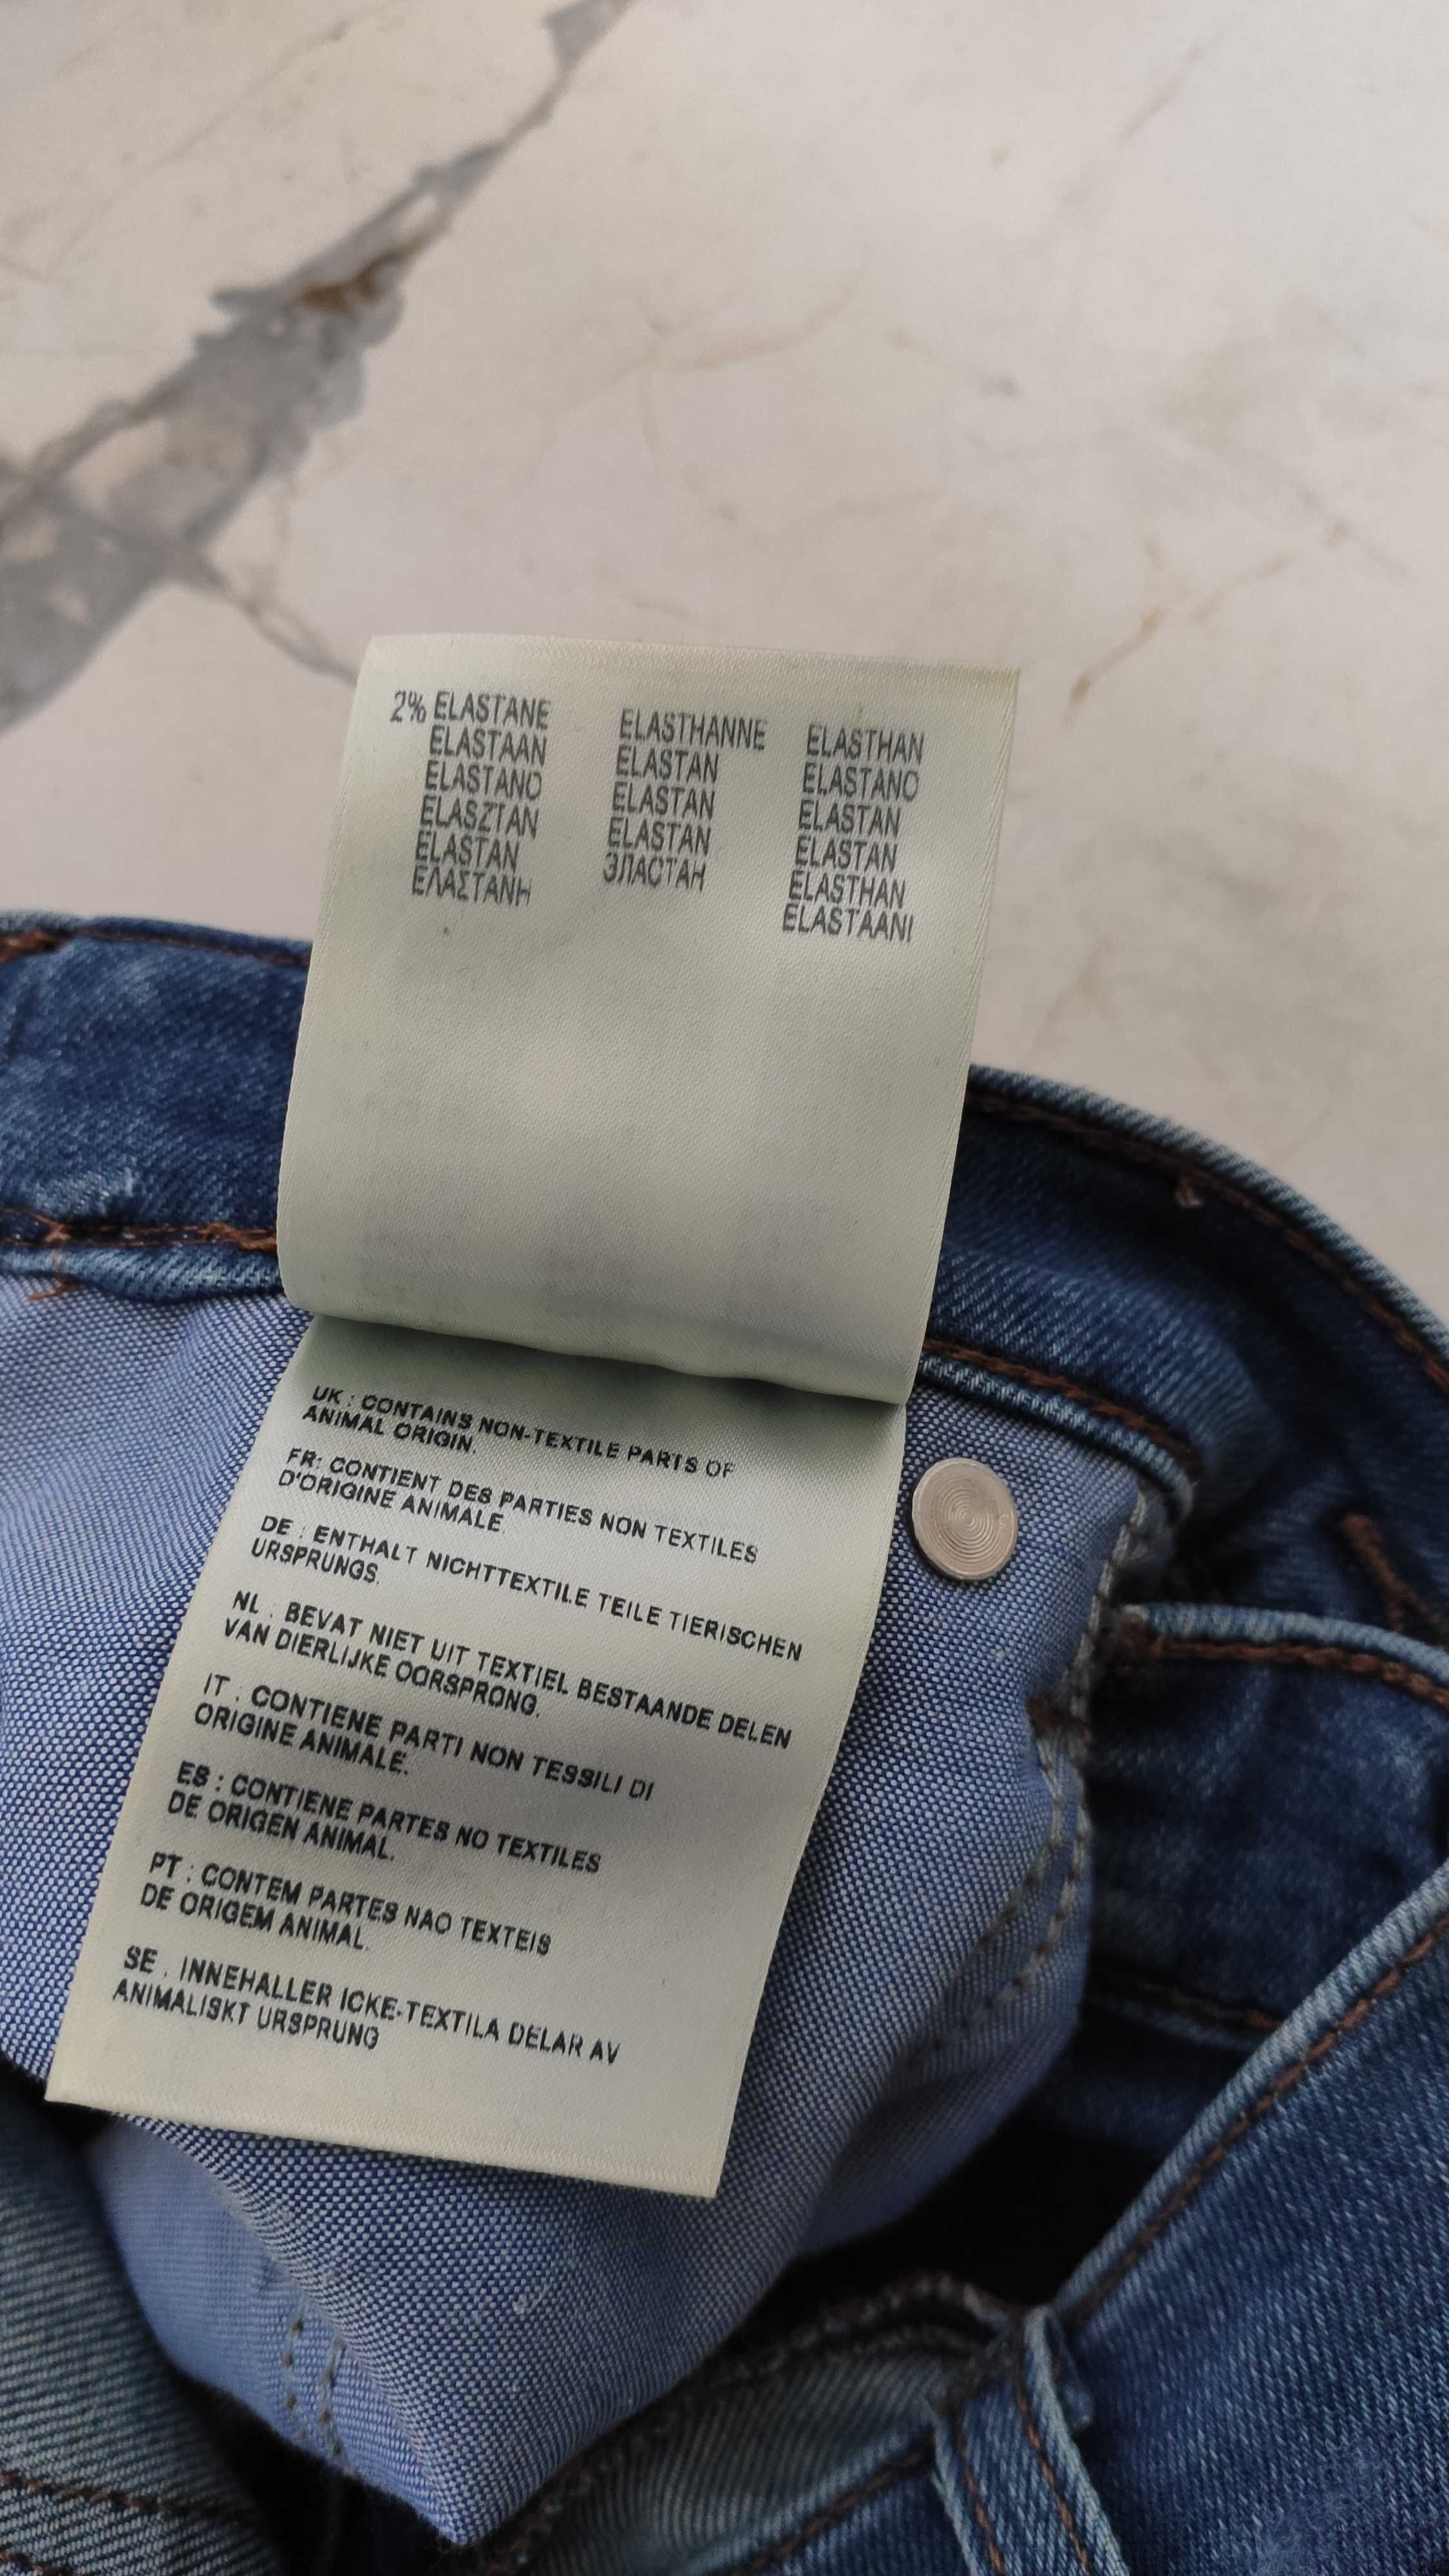 2% ELASTANE ELASTHANNE ELASTHAN
ELASTAAN ELASTAN ELASTANO
ELASTANO ELASTAN ELASTAN
ELASZTAN ELASTAN ELASTAN
ELASTAN ЭЛАСТАН ELASTHAN
ΕΛΑΣΤΑΝΗ ELASTAANI
UK : CONTAINS NON-TEXTILE PARTS OF
ANIMAL ORIGIN.
FR: CONTIENT DES PARTIES NON TEXTILES
D'ORIGINE ANIMALE
DE : ENTHALT NICHTTEXTILE TEILE TIERISCHEN
URSPRUNGS.
NL : BEVAT NIET UIT TEXTIEL BESTAANDE DELEN
VAN DIERLIJKE OORSPRONG.
IT : CONTIENE PARTI NON TESSILI DI
ORIGINE ANIMALE.
ES : CONTIENE PARTES NO TEXTILES
DE ORIGEN ANIMAL.
PT : CONTEM PARTES NAO TEXTEIS
DE ORIGEM ANIMAL.
SE . INNEHALLER ICKE-TEXTILA DELAR AV
ANIMALISKT URSPRUNG